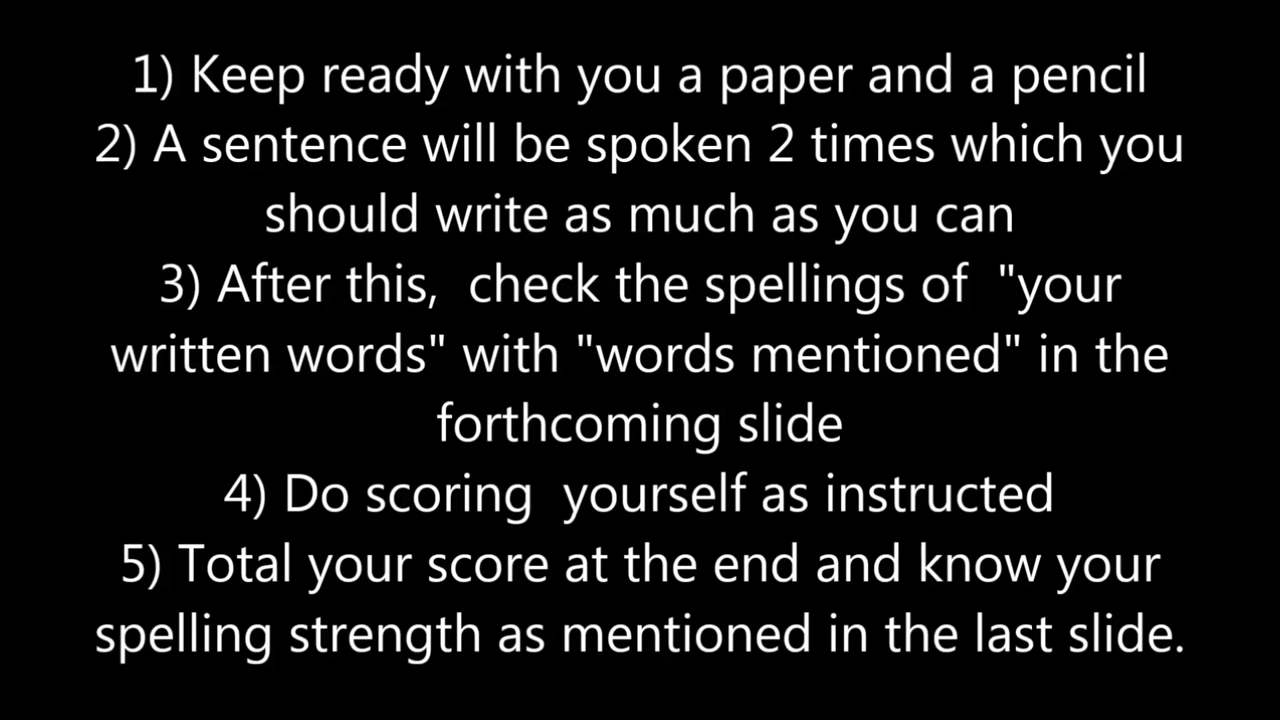 1) Keep ready with you a paper and a pencil
2) A sentence will be spoken 2 times which you
should write as much as you can
3) After this,  check the spellings of  "your
written words" with "words mentioned" in the
forthcoming slide
4) Do scoring  yourself as instructed
5) Total your score at the end and know your
spelling strength as mentioned in the last slide.